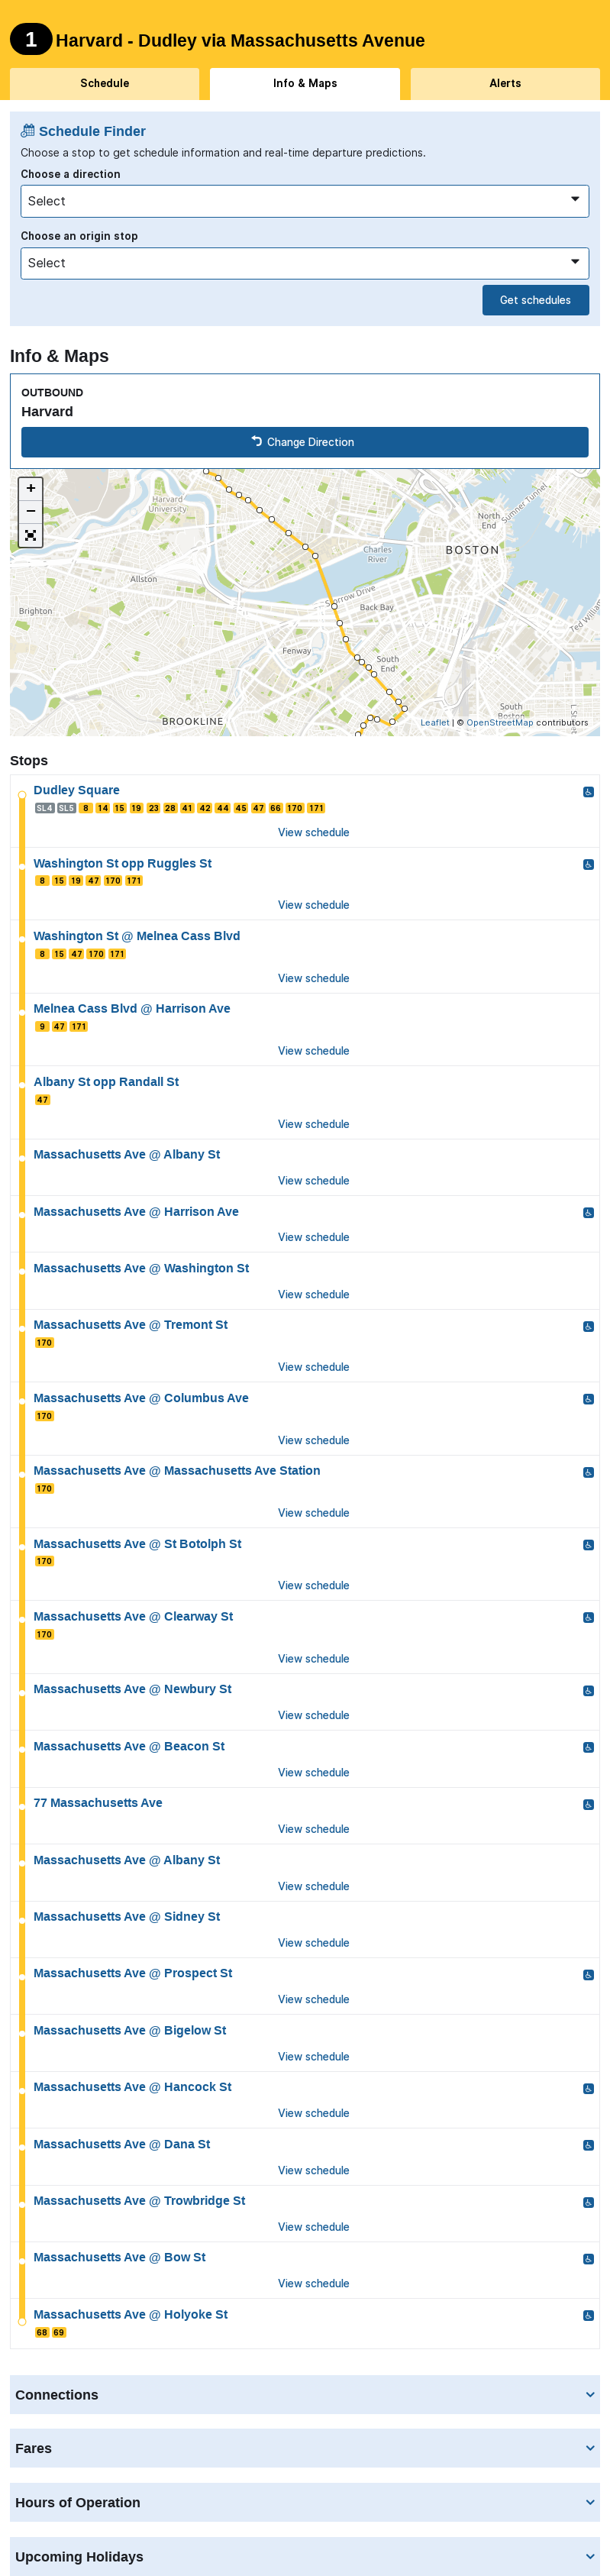 1 Harvard - Dudley via Massachusetts Avenue
Schedule
Info & Maps
Alerts
Schedule Finder
Choose a stop to get schedule information and real-time departure predictions.
Choose a direction
Select
Choose an origin stop
Select
Get schedules
Info & Maps
OUTBOUND
Harvard
Change Direction
+
−
Harvard
University
Sumner Tunnel
North
End
BOSTON
Charles
River
Allston
Storrow Drive
Back Bay
Brighton
Ted William
Fenway
South
End
South
Boston
BROOKLINE
Leaflet | © OpenStreetMap contributors
Stops
Dudley Square
SL4 SL5 8 14 15 19 23 28 41 42 44 45 47 66 170 171
View schedule
Washington St opp Ruggles St
8 15 19 47 170 171
View schedule
Washington St @ Melnea Cass Blvd
8 15 47 170 171
View schedule
Melnea Cass Blvd @ Harrison Ave
9 47 171
View schedule
Albany St opp Randall St
47
View schedule
Massachusetts Ave @ Albany St
View schedule
Massachusetts Ave @ Harrison Ave
View schedule
Massachusetts Ave @ Washington St
View schedule
Massachusetts Ave @ Tremont St
170
View schedule
Massachusetts Ave @ Columbus Ave
170
View schedule
Massachusetts Ave @ Massachusetts Ave Station
170
View schedule
Massachusetts Ave @ St Botolph St
170
View schedule
Massachusetts Ave @ Clearway St
170
View schedule
Massachusetts Ave @ Newbury St
View schedule
Massachusetts Ave @ Beacon St
View schedule
77 Massachusetts Ave
View schedule
Massachusetts Ave @ Albany St
View schedule
Massachusetts Ave @ Sidney St
View schedule
Massachusetts Ave @ Prospect St
View schedule
Massachusetts Ave @ Bigelow St
View schedule
Massachusetts Ave @ Hancock St
View schedule
Massachusetts Ave @ Dana St
View schedule
Massachusetts Ave @ Trowbridge St
View schedule
Massachusetts Ave @ Bow St
View schedule
Massachusetts Ave @ Holyoke St
68 69
Connections
Fares
Hours of Operation
Upcoming Holidays